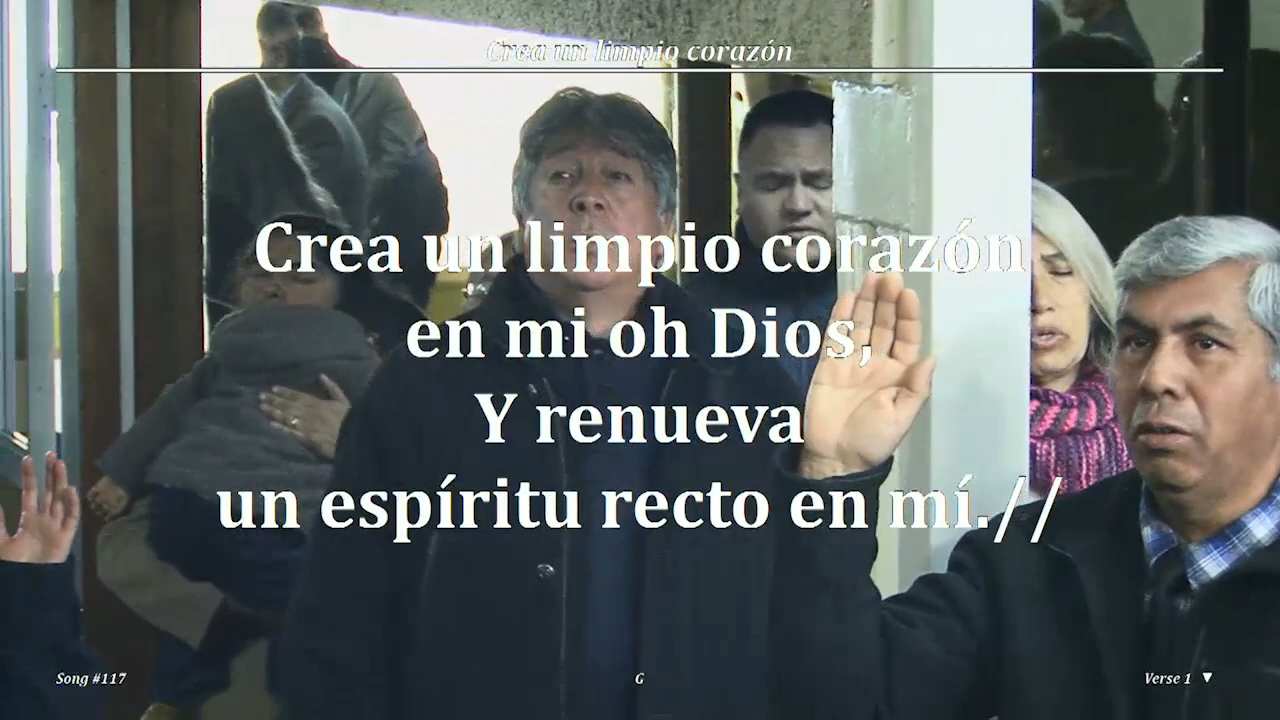 Crea un limpio corazón
Crea un limpio corazón
en mi oh Dios,
Y renueva
un espíritu recto en mí.//
Song #117 G Verse 1 ▼